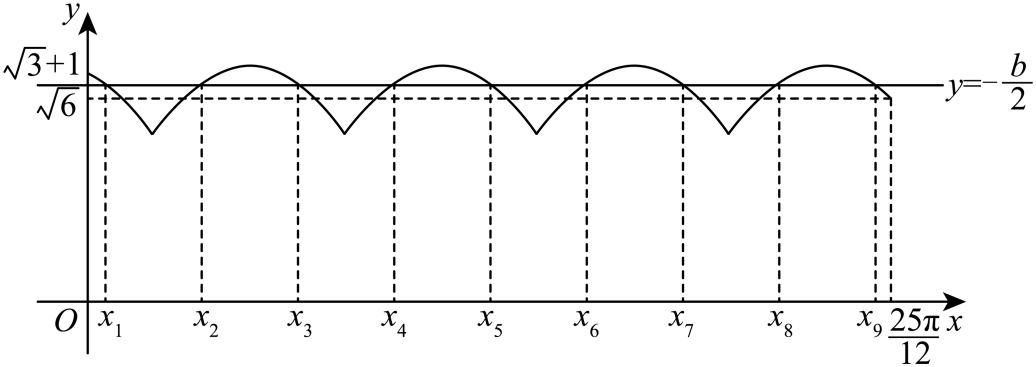 y
√3+1
y=−b/2
√6
O x₁ x₂ x₃ x₄ x₅ x₆ x₇ x₈ x₉ 25π/12 x